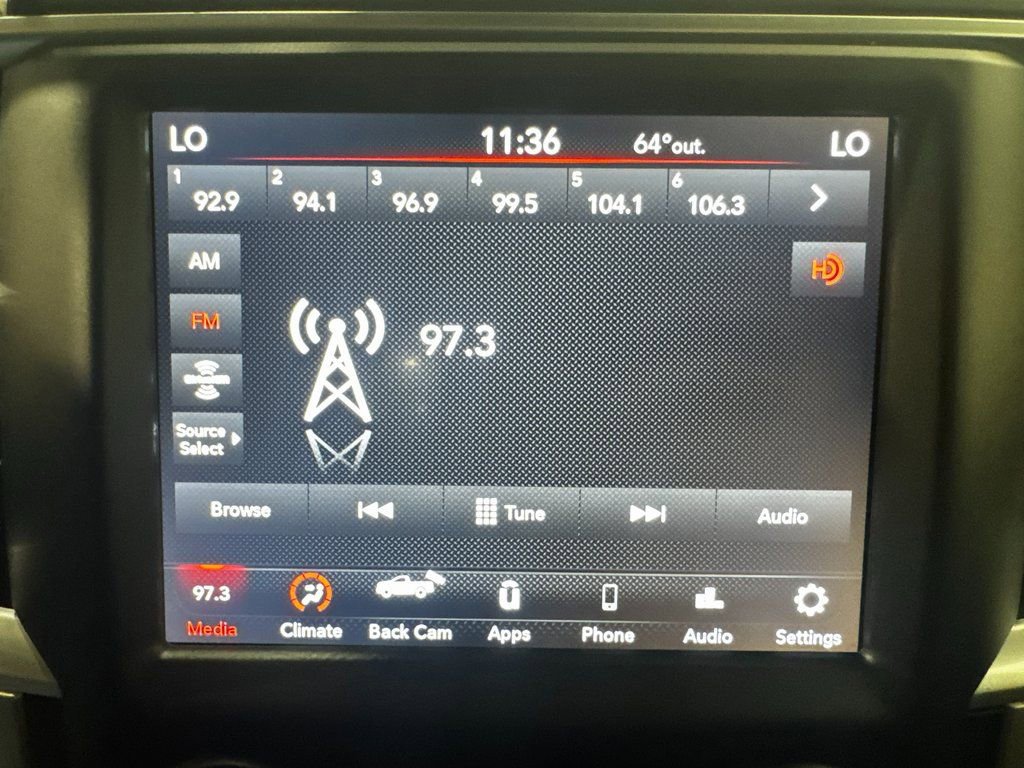 LO 11:36 64°out. LO
1 92.9 2 94.1 3 96.9 4 99.5 5 104.1 6 106.3
AM
HD
FM
97.3
Source
Select
Browse Tune Audio
97.3
Media Climate Back Cam Apps Phone Audio Settings